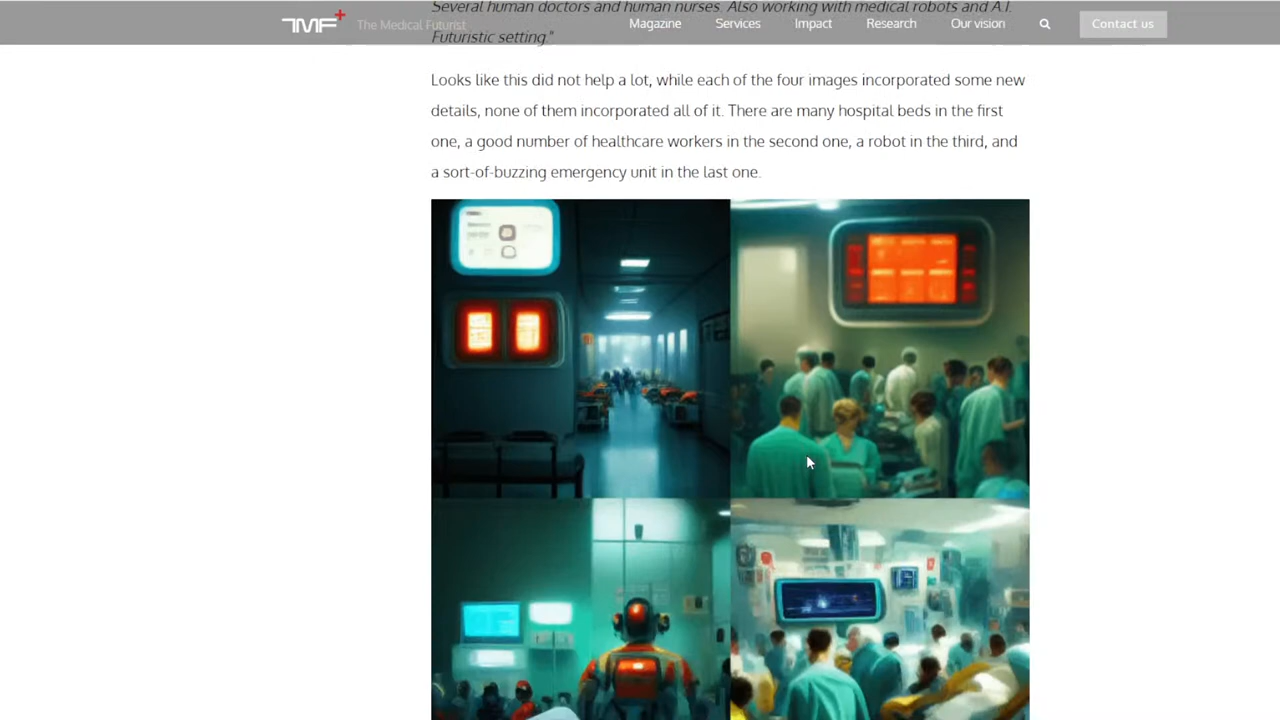 Several human doctors and human nurses. Also working with medical robots and A.I.
TMF The Medical Futurist Magazine Services Impact Research Our vision Contact us
Futuristic setting."
Looks like this did not help a lot, while each of the four images incorporated some new
details, none of them incorporated all of it. There are many hospital beds in the first
one, a good number of healthcare workers in the second one, a robot in the third, and
a sort-of-buzzing emergency unit in the last one.